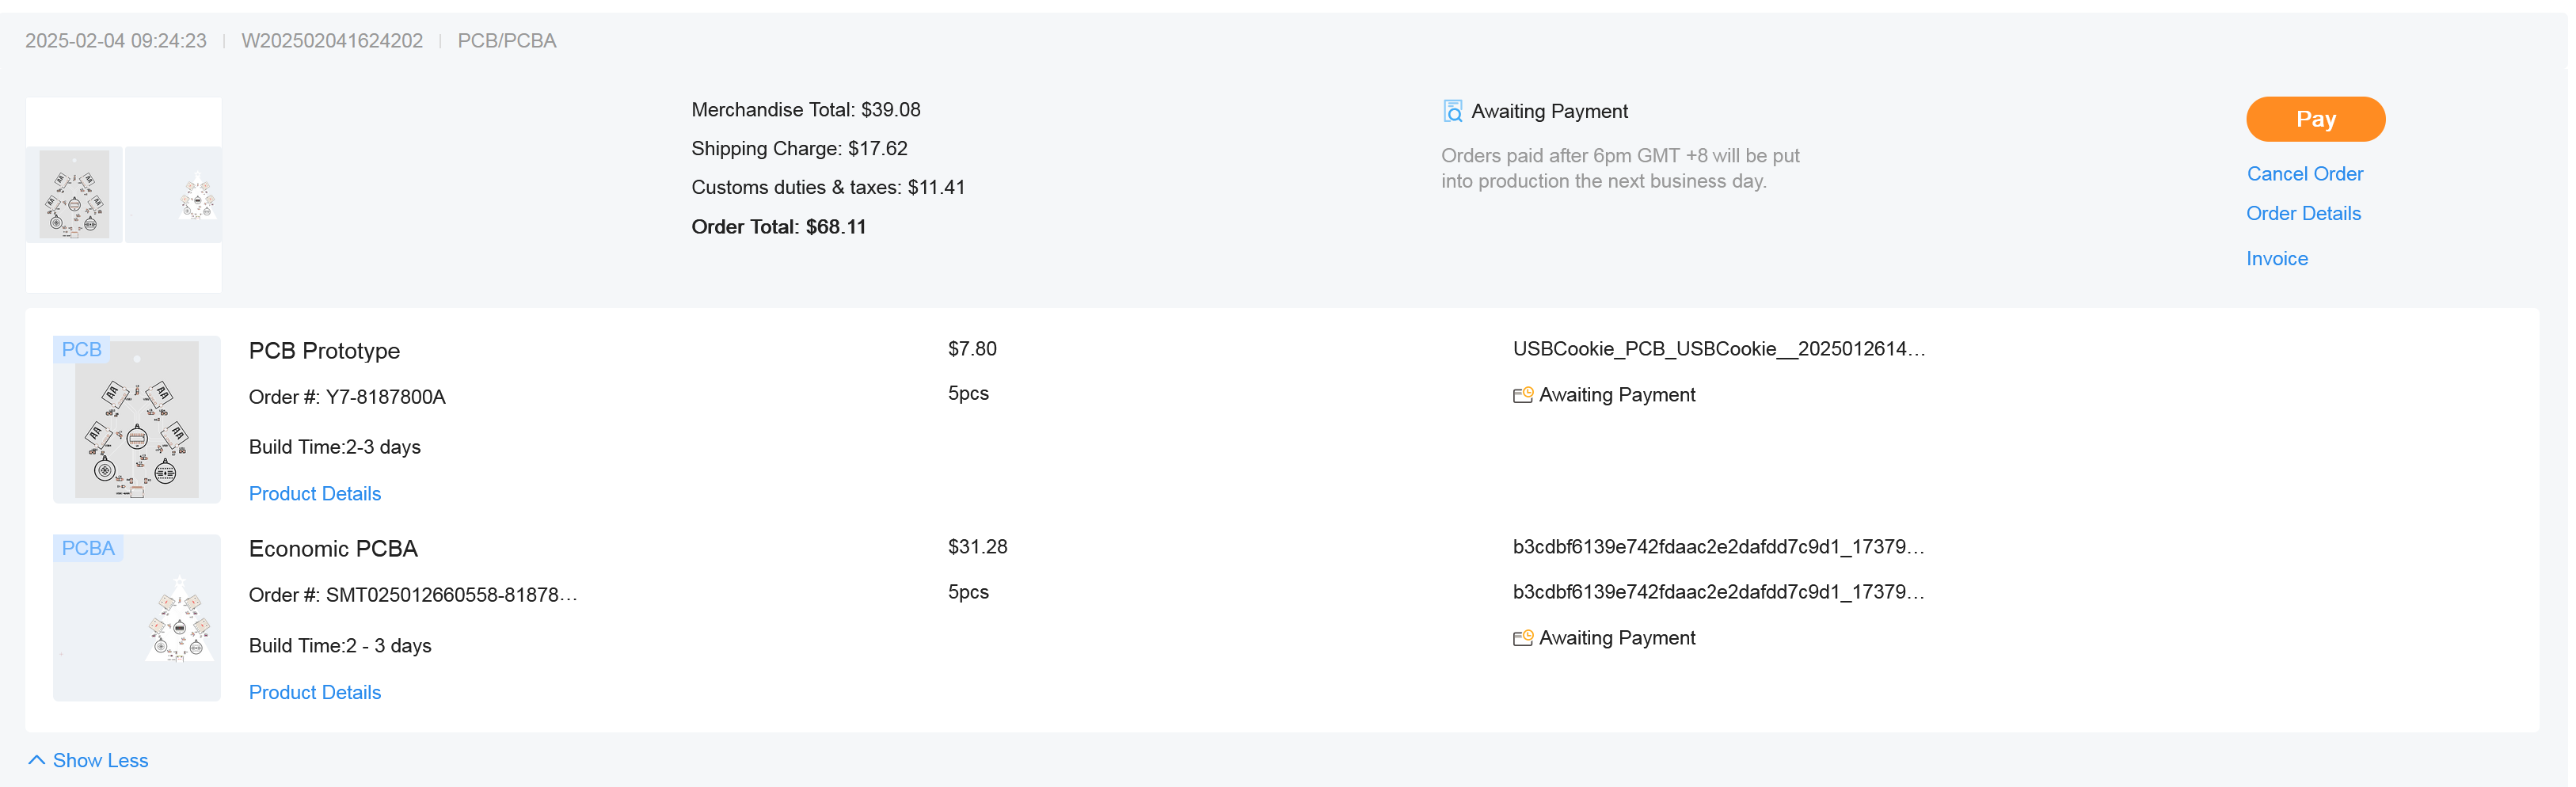 2025-02-04 09:24:23 | W202502041624202 | PCB/PCBA
Merchandise Total: $39.08
Shipping Charge: $17.62
Customs duties & taxes: $11.41
Order Total: $68.11
Awaiting Payment
Orders paid after 6pm GMT +8 will be put
into production the next business day.
Pay
Cancel Order
Order Details
Invoice
PCB
PCB Prototype
Order #: Y7-8187800A
Build Time:2-3 days
Product Details
$7.80
5pcs
USBCookie_PCB_USBCookie__2025012614...
Awaiting Payment
AA
AA
AA
AA
PCBA
Economic PCBA
Order #: SMT025012660558-81878...
Build Time:2 - 3 days
Product Details
$31.28
5pcs
b3cdbf6139e742fdaac2e2dafdd7c9d1_17379...
b3cdbf6139e742fdaac2e2dafdd7c9d1_17379...
Awaiting Payment
Show Less